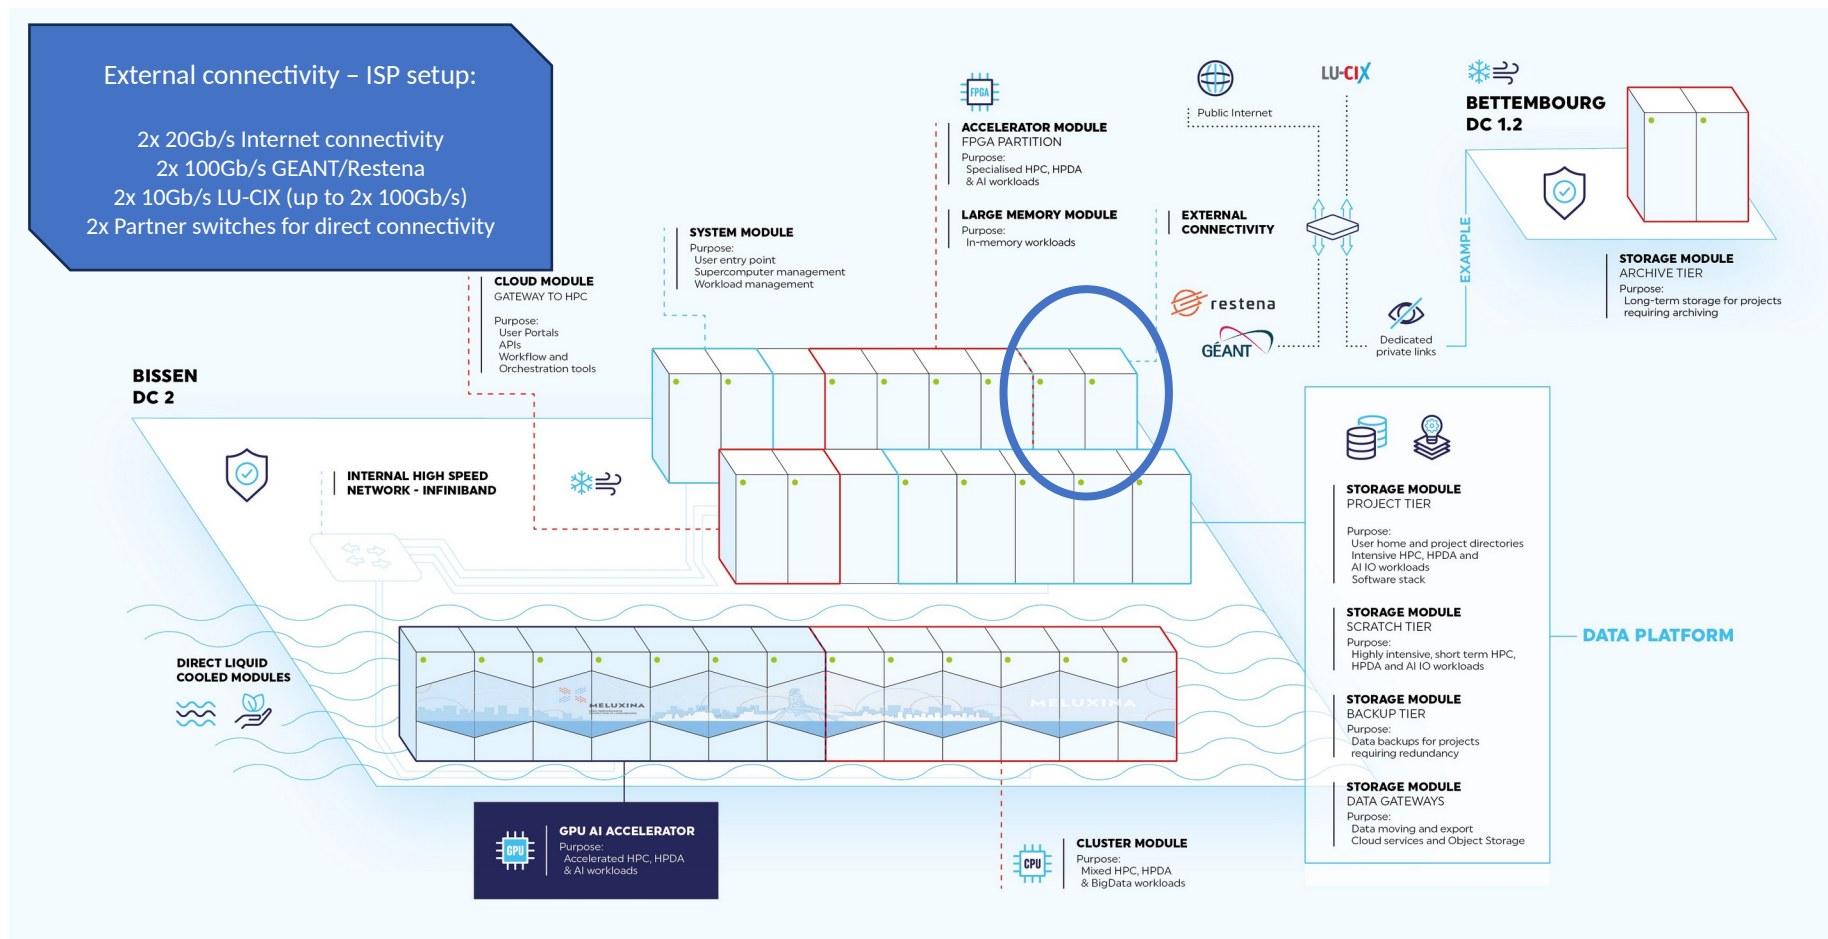 External connectivity – ISP setup:
2x 20Gb/s Internet connectivity
2x 100Gb/s GEANT/Restena
2x 10Gb/s LU-CIX (up to 2x 100Gb/s)
2x Partner switches for direct connectivity
CLOUD MODULE
GATEWAY TO HPC
Purpose:
User Portals
APIs
Workflow and
Orchestration tools
SYSTEM MODULE
Purpose:
User entry point
Supercomputer management
Workload management
FPGA
ACCELERATOR MODULE
FPGA PARTITION
Purpose:
Specialised HPC, HPDA
& AI workloads
LARGE MEMORY MODULE
Purpose:
In-memory workloads
EXTERNAL
CONNECTIVITY
Public Internet
LU-CIX
restena
GÉANT
Dedicated
private links
EXAMPLE
BETTEMBOURG
DC 1.2
STORAGE MODULE
ARCHIVE TIER
Purpose:
Long-term storage for projects
requiring archiving
BISSEN
DC 2
INTERNAL HIGH SPEED
NETWORK - INFINIBAND
DIRECT LIQUID
COOLED MODULES
MELUXINA
MELUXINA
GPU
GPU AI ACCELERATOR
Purpose:
Accelerated HPC, HPDA
& AI workloads
CPU
CLUSTER MODULE
Purpose:
Mixed HPC, HPDA
& BigData workloads
STORAGE MODULE
PROJECT TIER
Purpose:
User home and project directories
Intensive HPC, HPDA and
AI IO workloads
Software stack
STORAGE MODULE
SCRATCH TIER
Purpose:
Highly intensive, short term HPC,
HPDA and AI IO workloads
STORAGE MODULE
BACKUP TIER
Purpose:
Data backups for projects
requiring redundancy
STORAGE MODULE
DATA GATEWAYS
Purpose:
Data moving and export
Cloud services and Object Storage
DATA PLATFORM